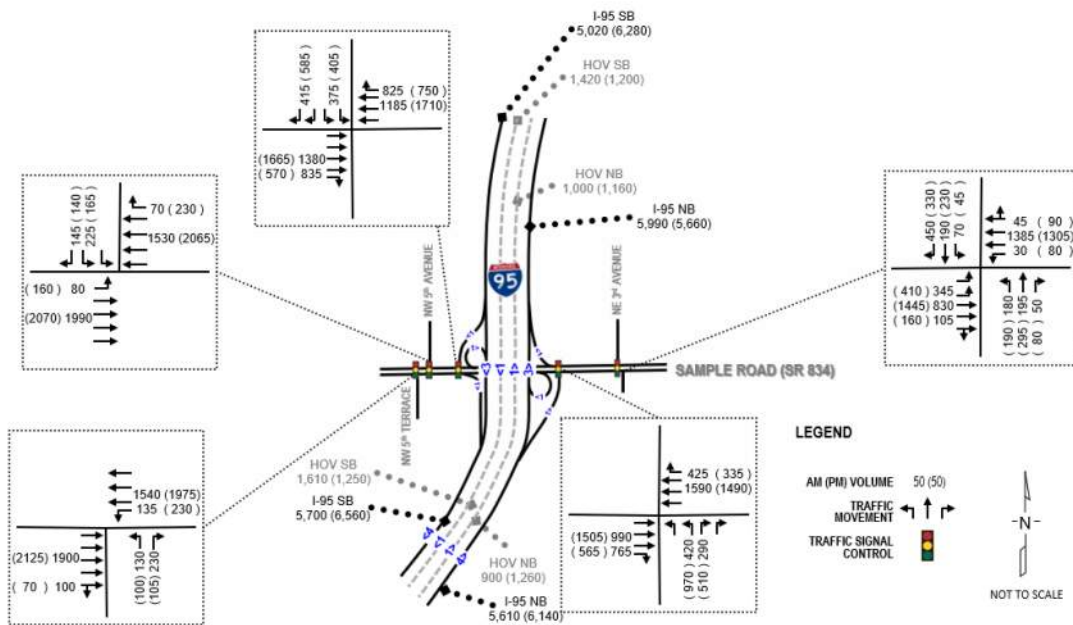 I-95 SB
5,020 (6,280)
HOV SB
1,420 (1,200)
415 ( 585)
375 ( 405)
825 ( 750)
1185 (1710)
(1665) 1380
( 570 ) 835
HOV NB
1,000 (1,160)
I-95 NB
5,990 (5,660)
145 ( 140)
225 ( 165)
70 ( 230 )
1530 (2065)
( 160 ) 80
(2070) 1990
450 ( 330)
190 ( 230)
70 ( 45 )
45 ( 90 )
1385 (1305)
30 ( 80 )
( 410 ) 345
(1445) 830
( 160 ) 105
( 190) 180
( 295) 195
( 80 ) 50
95
NW 5th AVENUE
NE 3rd AVENUE
SAMPLE ROAD (SR 834)
NW 5th TERRACE
1540 (1975)
135 ( 230)
(2125) 1900
( 70 ) 100
(100) 130
(105) 230
HOV SB
1,610 (1,250)
I-95 SB
5,700 (6,560)
HOV NB
900 (1,260)
I-95 NB
5,610 (6,140)
425 ( 335)
1590 (1490)
(1505) 990
( 565) 765
( 970) 420
( 510) 290
LEGEND
AM (PM) VOLUME 50 (50)
TRAFFIC
MOVEMENT
TRAFFIC SIGNAL
CONTROL
N
NOT TO SCALE